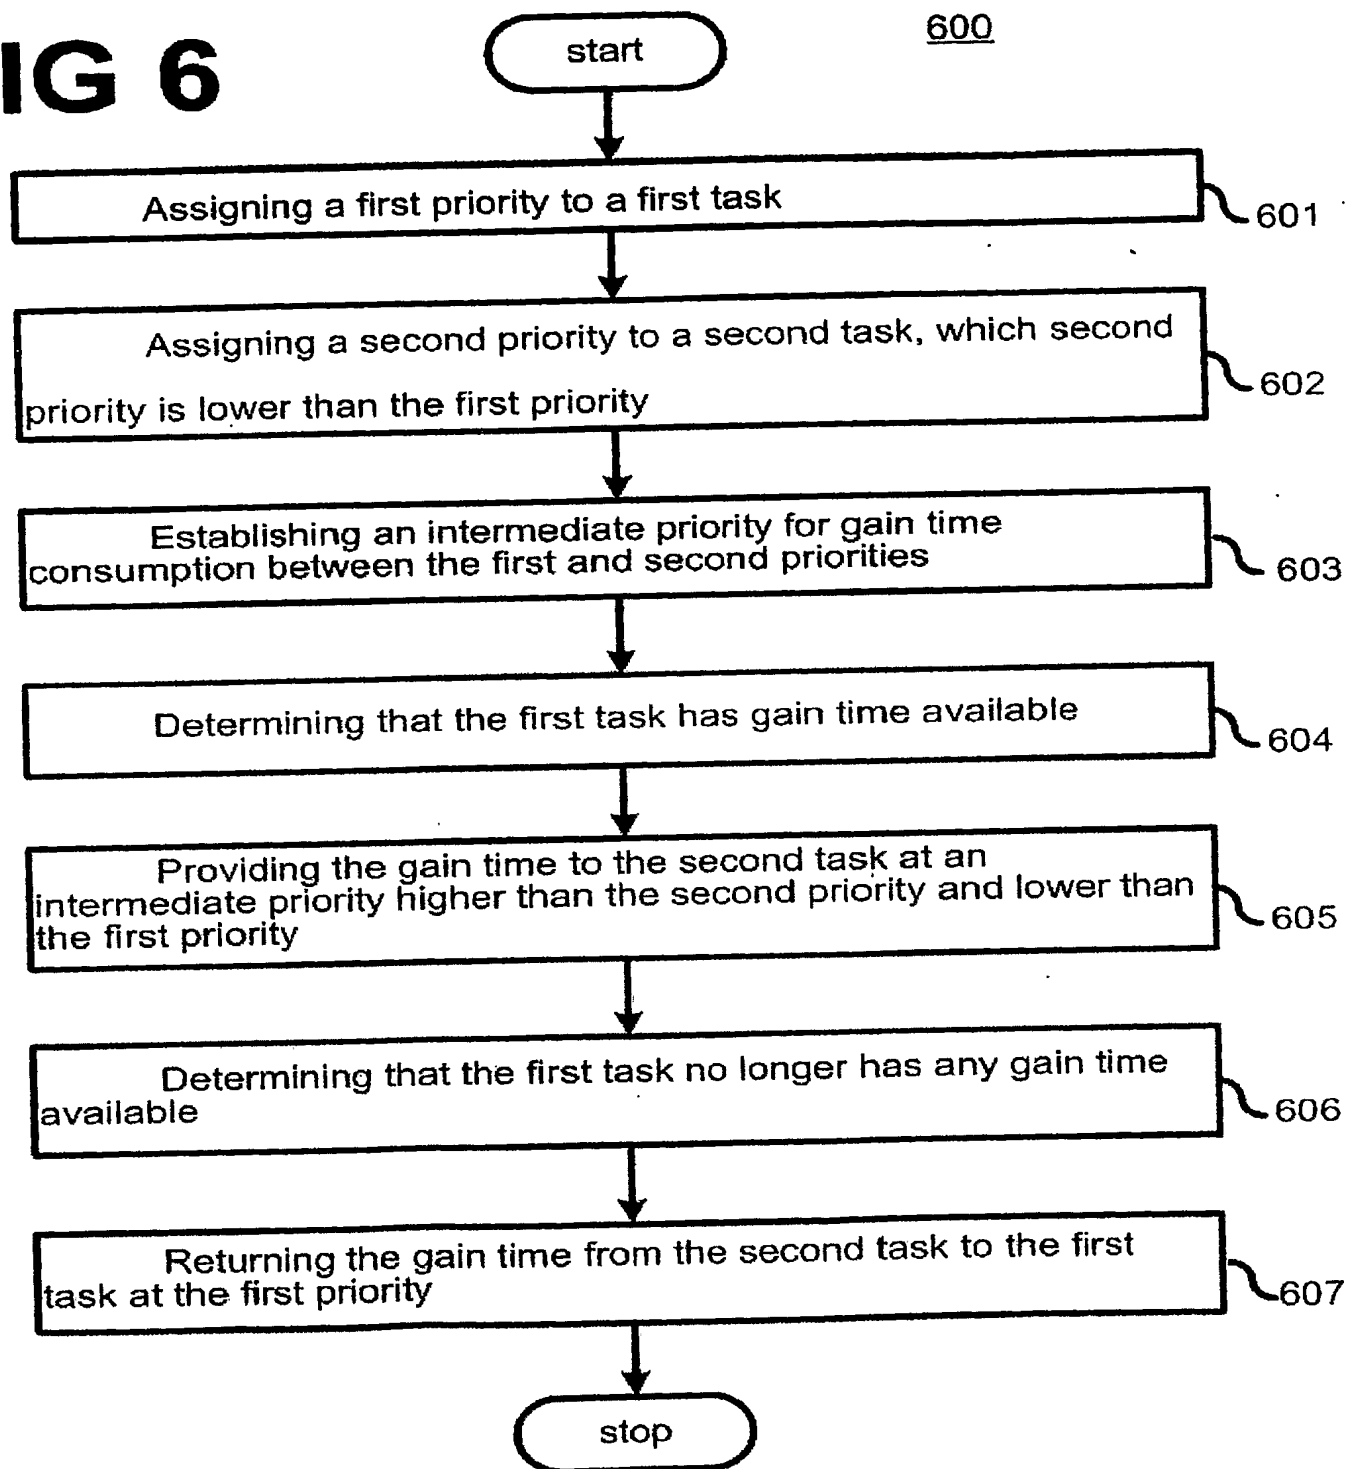 IG 6
600
start
Assigning a first priority to a first task
601
Assigning a second priority to a second task, which second
priority is lower than the first priority
602
Establishing an intermediate priority for gain time
consumption between the first and second priorities
603
Determining that the first task has gain time available
604
Providing the gain time to the second task at an
intermediate priority higher than the second priority and lower than
the first priority
605
Determining that the first task no longer has any gain time
available
606
Returning the gain time from the second task to the first
task at the first priority
607
stop